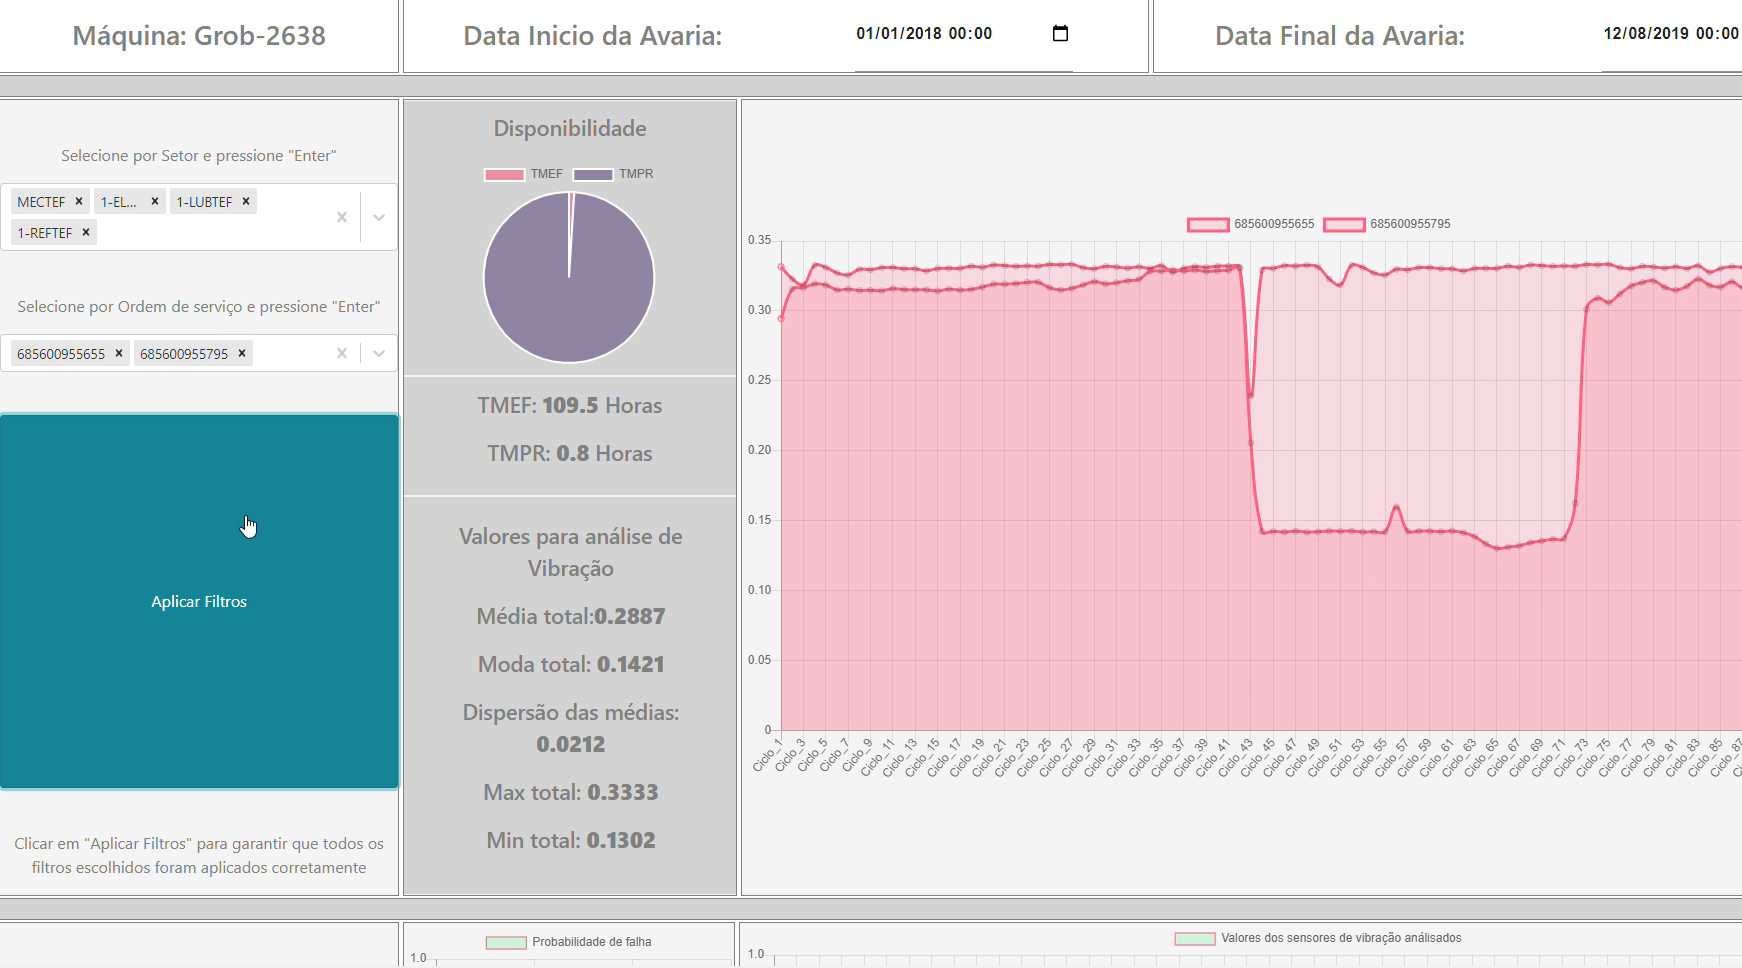 Máquina: Grob-2638
Data Inicio da Avaria:
01/01/2018 00:00
Data Final da Avaria:
12/08/2019 00:00
Selecione por Setor e pressione "Enter"
MECTEF × 1-EL... × 1-LUBTEF ×
1-REFTEF ×
Selecione por Ordem de serviço e pressione "Enter"
685600955655 × 685600955795 ×
Aplicar Filtros
Clicar em "Aplicar Filtros" para garantir que todos os
filtros escolhidos foram aplicados corretamente
Disponibilidade
TMEF TMPR
TMEF: 109.5 Horas
TMPR: 0.8 Horas
Valores para análise de
Vibração
Média total:0.2887
Moda total: 0.1421
Dispersão das médias:
0.0212
Max total: 0.3333
Min total: 0.1302
685600955655 685600955795
0.35
0.30
0.25
0.20
0.15
0.10
0.05
0
Ciclo_1 Ciclo_3 Ciclo_5 Ciclo_7 Ciclo_9 Ciclo_11 Ciclo_13 Ciclo_15 Ciclo_17 Ciclo_19 Ciclo_21 Ciclo_23 Ciclo_25 Ciclo_27 Ciclo_29 Ciclo_31 Ciclo_33 Ciclo_35 Ciclo_37 Ciclo_39 Ciclo_41 Ciclo_43 Ciclo_45 Ciclo_47 Ciclo_49 Ciclo_51 Ciclo_53 Ciclo_55 Ciclo_57 Ciclo_59 Ciclo_61 Ciclo_63 Ciclo_65 Ciclo_67 Ciclo_69 Ciclo_71 Ciclo_73 Ciclo_75 Ciclo_77 Ciclo_79 Ciclo_81 Ciclo_83 Ciclo_85 Ciclo_87
Probabilidade de falha
1.0
Valores dos sensores de vibração análisados
1.0